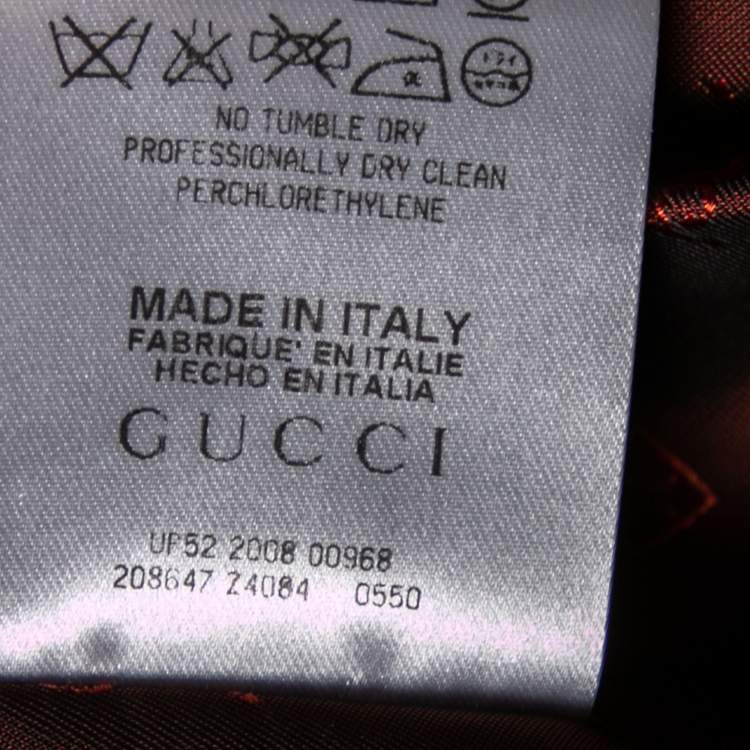 NO TUMBLE DRY
PROFESSIONALLY DRY CLEAN
PERCHLORETHYLENE
MADE IN ITALY
FABRIQUE' EN ITALIE
HECHO EN ITALIA
GUCCI
UP52 2008 00968
208647 Z4084 0550